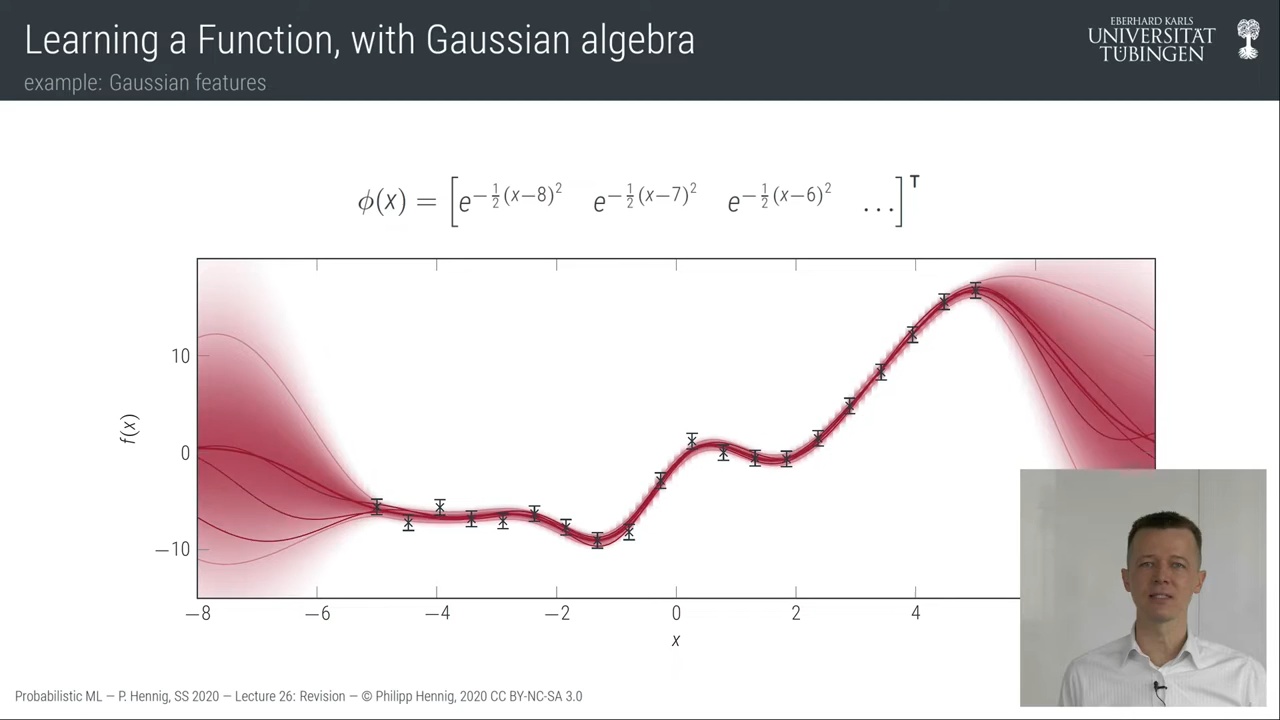 Learning a Function, with Gaussian algebra
example: Gaussian features
EBERHARD KARLS
UNIVERSITÄT
TÜBINGEN
ϕ(x) = [e^{−½(x−8)²} e^{−½(x−7)²} e^{−½(x−6)²} …]ᵀ
10
0
−10
f(x)
−8 −6 −4 −2 0 2 4
x
Probabilistic ML — P. Hennig, SS 2020 — Lecture 26: Revision — © Philipp Hennig, 2020 CC BY-NC-SA 3.0